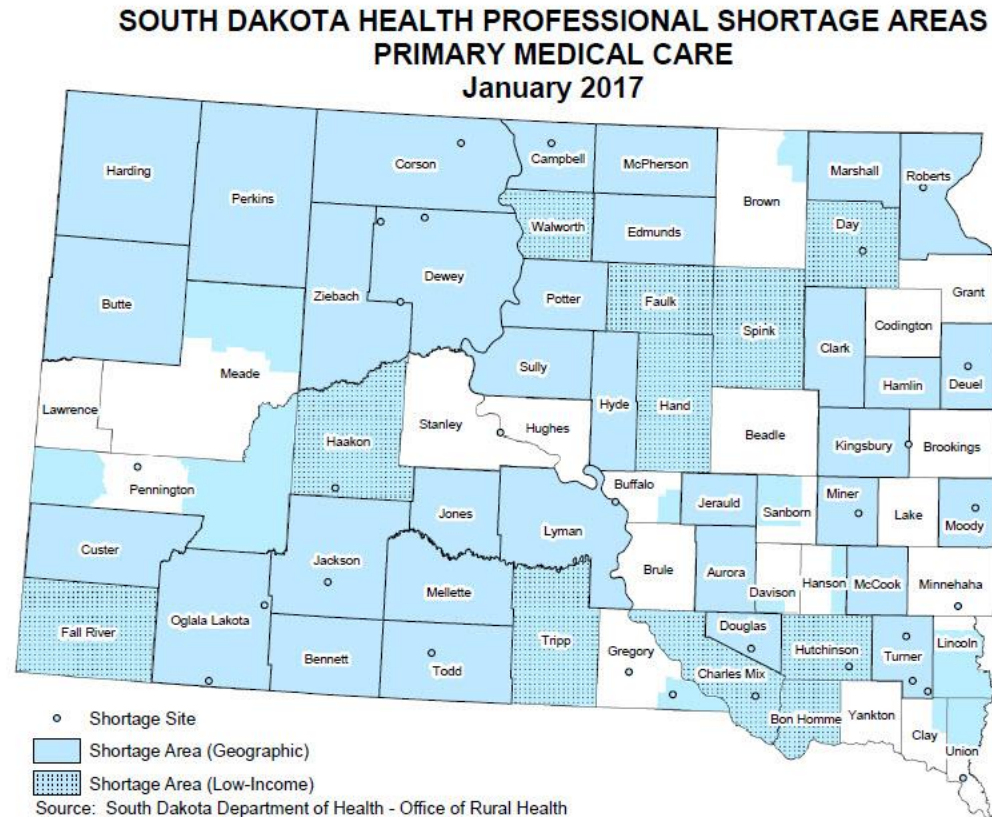 SOUTH DAKOTA HEALTH PROFESSIONAL SHORTAGE AREAS
PRIMARY MEDICAL CARE
January 2017
Harding
Perkins
Corson
Campbell
McPherson
Brown
Marshall
Roberts
Walworth
Edmunds
Day
Butte
Ziebach
Dewey
Potter
Faulk
Spink
Grant
Codington
Clark
Meade
Sully
Hyde
Hand
Hamlin
Deuel
Lawrence
Haakon
Stanley
Hughes
Beadle
Kingsbury
Brookings
Pennington
Buffalo
Jerauld
Sanborn
Miner
Lake
Moody
Custer
Jackson
Jones
Lyman
Brule
Aurora
Davison
Hanson
McCook
Minnehaha
Fall River
Oglala Lakota
Bennett
Mellette
Todd
Tripp
Gregory
Douglas
Charles Mix
Hutchinson
Turner
Lincoln
Bon Homme
Yankton
Clay
Union
Shortage Site
Shortage Area (Geographic)
Shortage Area (Low-Income)
Source: South Dakota Department of Health - Office of Rural Health